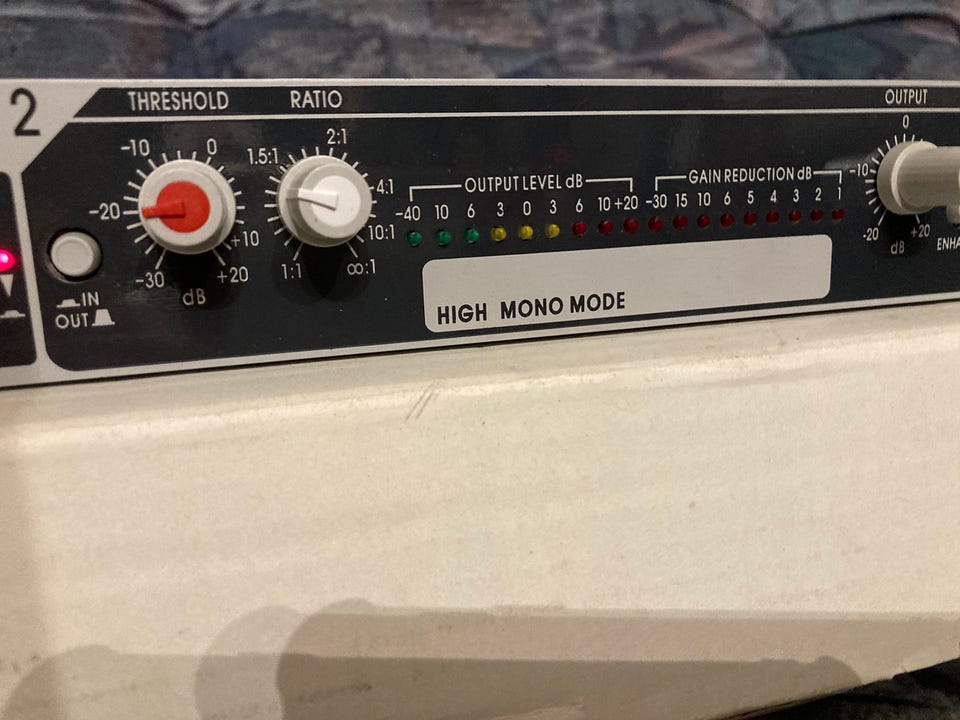 2
THRESHOLD
-10 0
-20 +10
-30 +20
dB
IN
OUT
RATIO
2:1
1.5:1 4:1
10:1
1:1 ∞:1
OUTPUT LEVEL dB
-40 10 6 3 0 3 6 10 +20
GAIN REDUCTION dB
-30 15 10 6 5 4 3 2 1
HIGH MONO MODE
OUTPUT
0
-10
-20 +20
dB